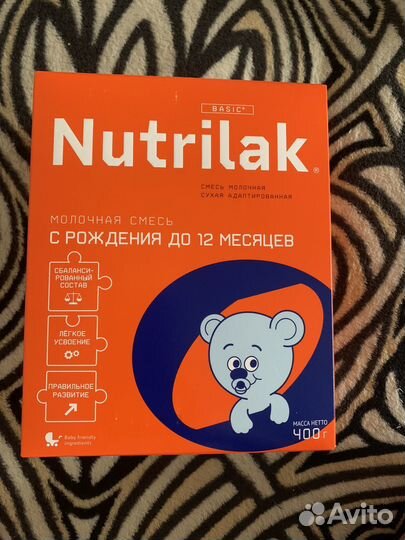 BASIC®
Nutrilak®
СМЕСЬ МОЛОЧНАЯ
СУХАЯ АДАПТИРОВАННАЯ
МОЛОЧНАЯ СМЕСЬ
С РОЖДЕНИЯ ДО 12 МЕСЯЦЕВ
СБАЛАНСИ-
РОВАННЫЙ
СОСТАВ
ЛЁГКОЕ
УСВОЕНИЕ
ПРАВИЛЬНОЕ
РАЗВИТИЕ
Baby friendly
ingredients
МАССА НЕТТО
400 г
Avito